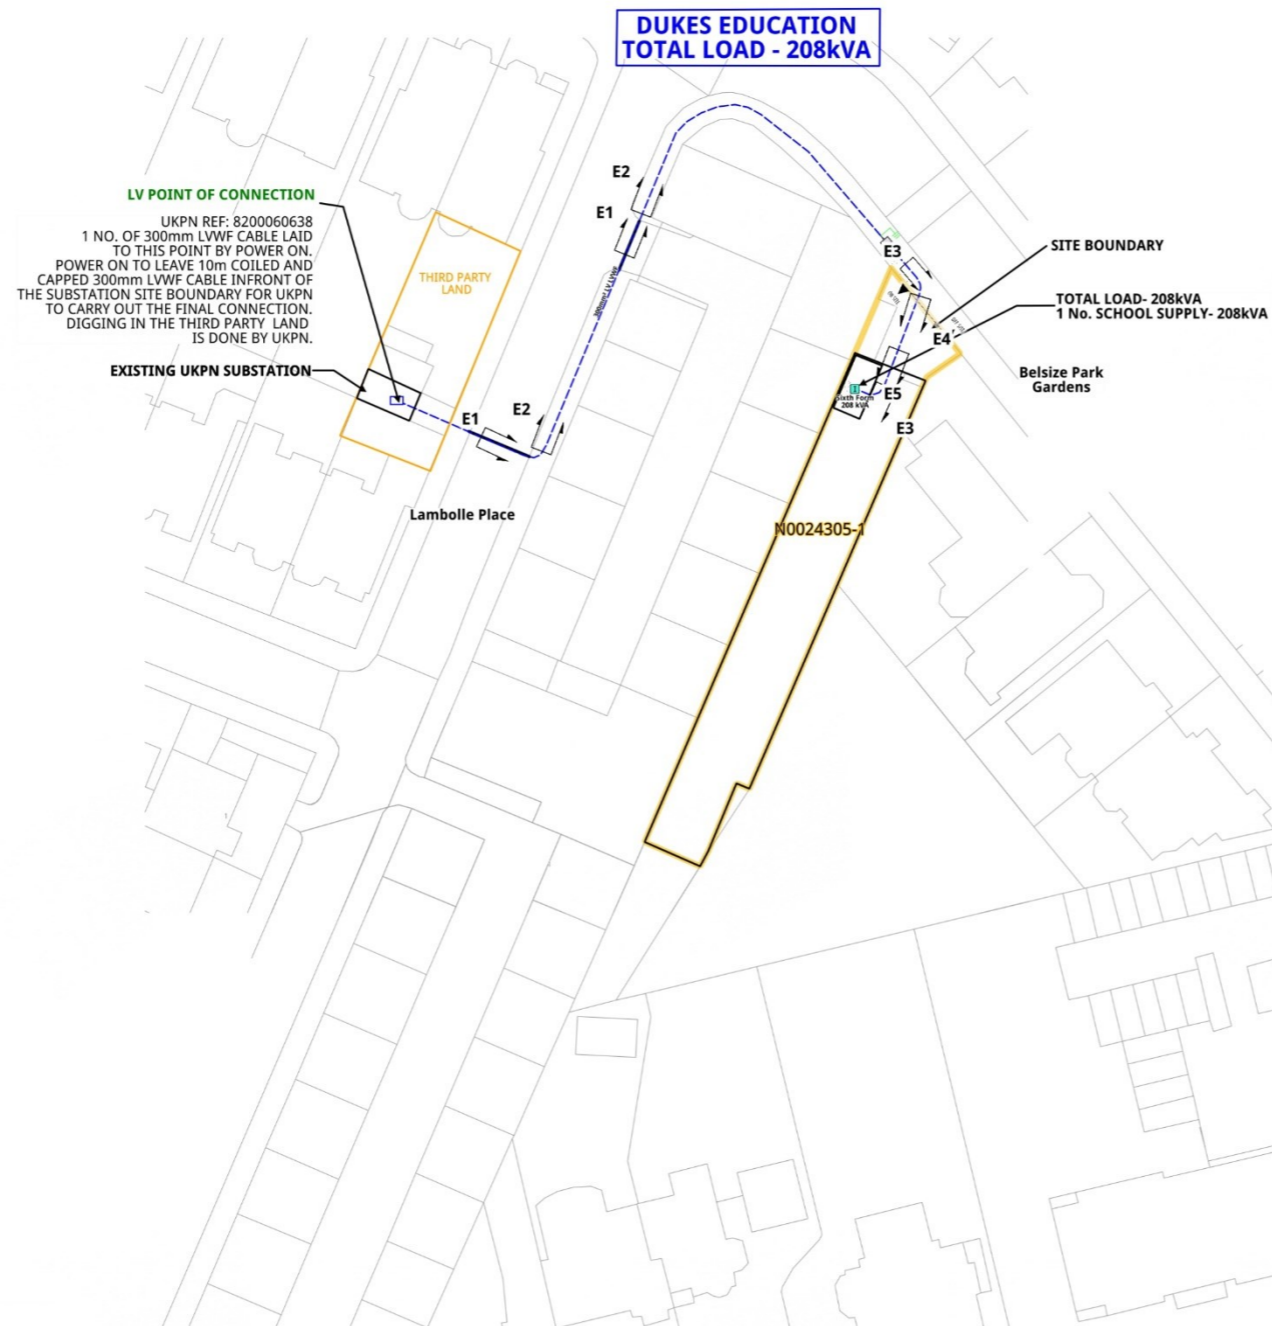 DUKES EDUCATION
TOTAL LOAD - 208kVA
LV POINT OF CONNECTION
UKPN REF: 8200060638
1 NO. OF 300mm LVWF CABLE LAID
TO THIS POINT BY POWER ON.
POWER ON TO LEAVE 10m COILED AND
CAPPED 300mm LVWF CABLE INFRONT OF
THE SUBSTATION SITE BOUNDARY FOR UKPN
TO CARRY OUT THE FINAL CONNECTION.
DIGGING IN THE THIRD PARTY LAND
IS DONE BY UKPN.
EXISTING UKPN SUBSTATION
THIRD PARTY
LAND
E2
E1
E1
E2
E3
SITE BOUNDARY
TOTAL LOAD- 208kVA
1 No. SCHOOL SUPPLY- 208kVA
E4
Belsize Park
Gardens
E5
Sixth Form
208 kVA
E3
Lambolle Place
N0024305-1